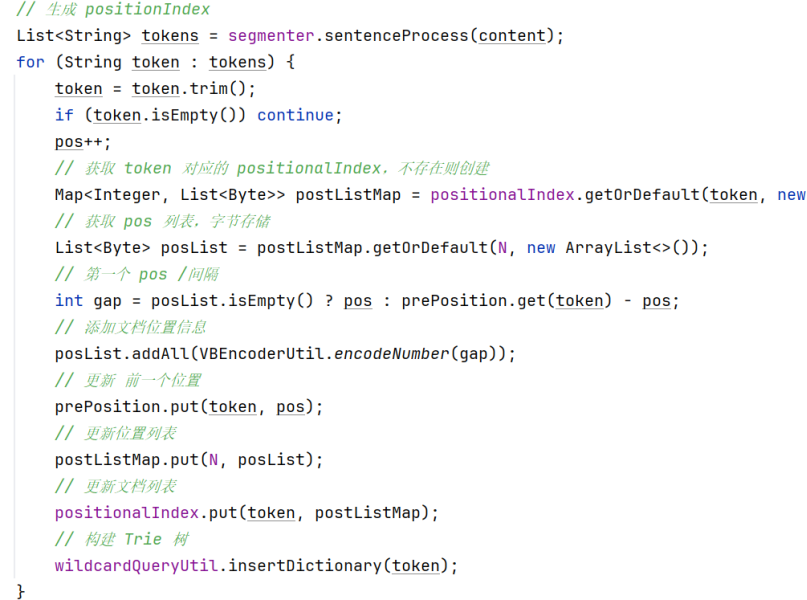 // 生成 positionIndex
List<String> tokens = segmenter.sentenceProcess(content);
for (String token : tokens) {
    token = token.trim();
    if (token.isEmpty()) continue;
    pos++;
    // 获取 token 对应的 positionalIndex. 不存在则创建
    Map<Integer, List<Byte>> postListMap = positionalIndex.getOrDefault(token, new
    // 获取 pos 列表. 字节存储
    List<Byte> posList = postListMap.getOrDefault(N, new ArrayList<>());
    // 第一个 pos /间隔
    int gap = posList.isEmpty() ? pos : prePosition.get(token) - pos;
    // 添加文档位置信息
    posList.addAll(VBEncoderUtil.encodeNumber(gap));
    // 更新 前一个位置
    prePosition.put(token, pos);
    // 更新位置列表
    postListMap.put(N, posList);
    // 更新文档列表
    positionalIndex.put(token, postListMap);
    // 构建 Trie 树
    wildcardQueryUtil.insertDictionary(token);
}